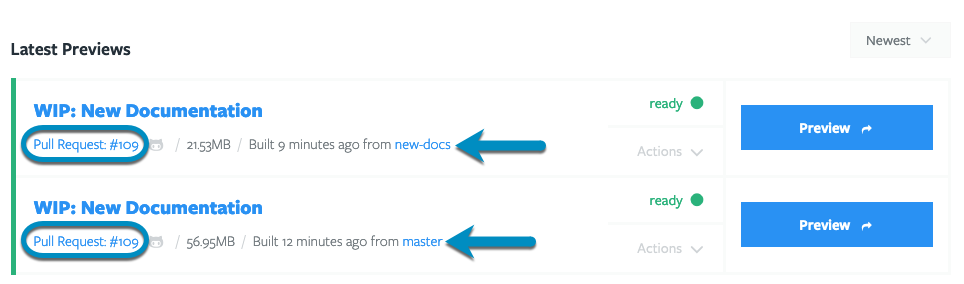 Newest
Latest Previews
WIP: New Documentation
ready
Preview
Pull Request: #109 / 21.53MB / Built 9 minutes ago from new-docs
Actions
WIP: New Documentation
ready
Preview
Pull Request: #109 / 56.95MB / Built 12 minutes ago from master
Actions